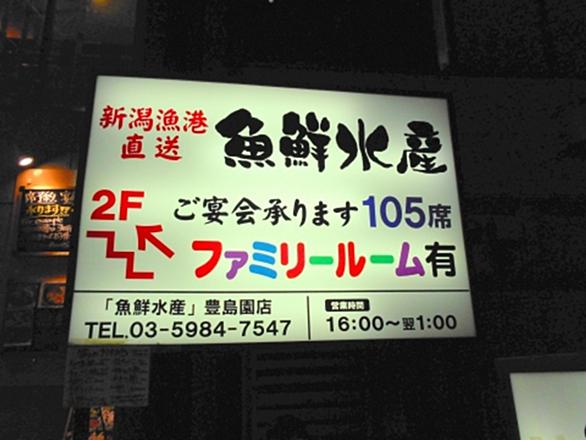 新潟漁港
直送
魚鮮水産
2F
ご宴会承ります105席
ファミリールーム有
「魚鮮水産」豊島園店
TEL.03-5984-7547
営業時間
16:00～翌1:00